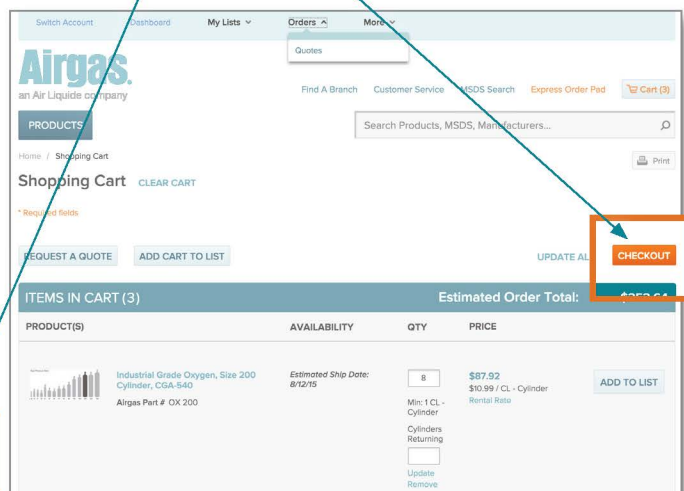 Switch Account Dashboard My Lists Orders More
Quotes
Airgas.
an Air Liquide company
Find A Branch Customer Service MSDS Search Express Order Pad Cart (3)
PRODUCTS
Search Products, MSDS, Manufacturers...
Home / Shopping Cart
Print
Shopping Cart CLEAR CART
* Required fields
REQUEST A QUOTE ADD CART TO LIST UPDATE AL CHECKOUT
ITEMS IN CART (3) Estimated Order Total:
PRODUCT(S) AVAILABILITY QTY PRICE
Industrial Grade Oxygen, Size 200
Cylinder, CGA-540
Airgas Part # OX 200
Estimated Ship Date:
8/12/15
8
Min: 1 CL -
Cylinder
Cylinders
Returning
Update
Remove
$87.92
$10.99 / CL - Cylinder
Rental Rate
ADD TO LIST